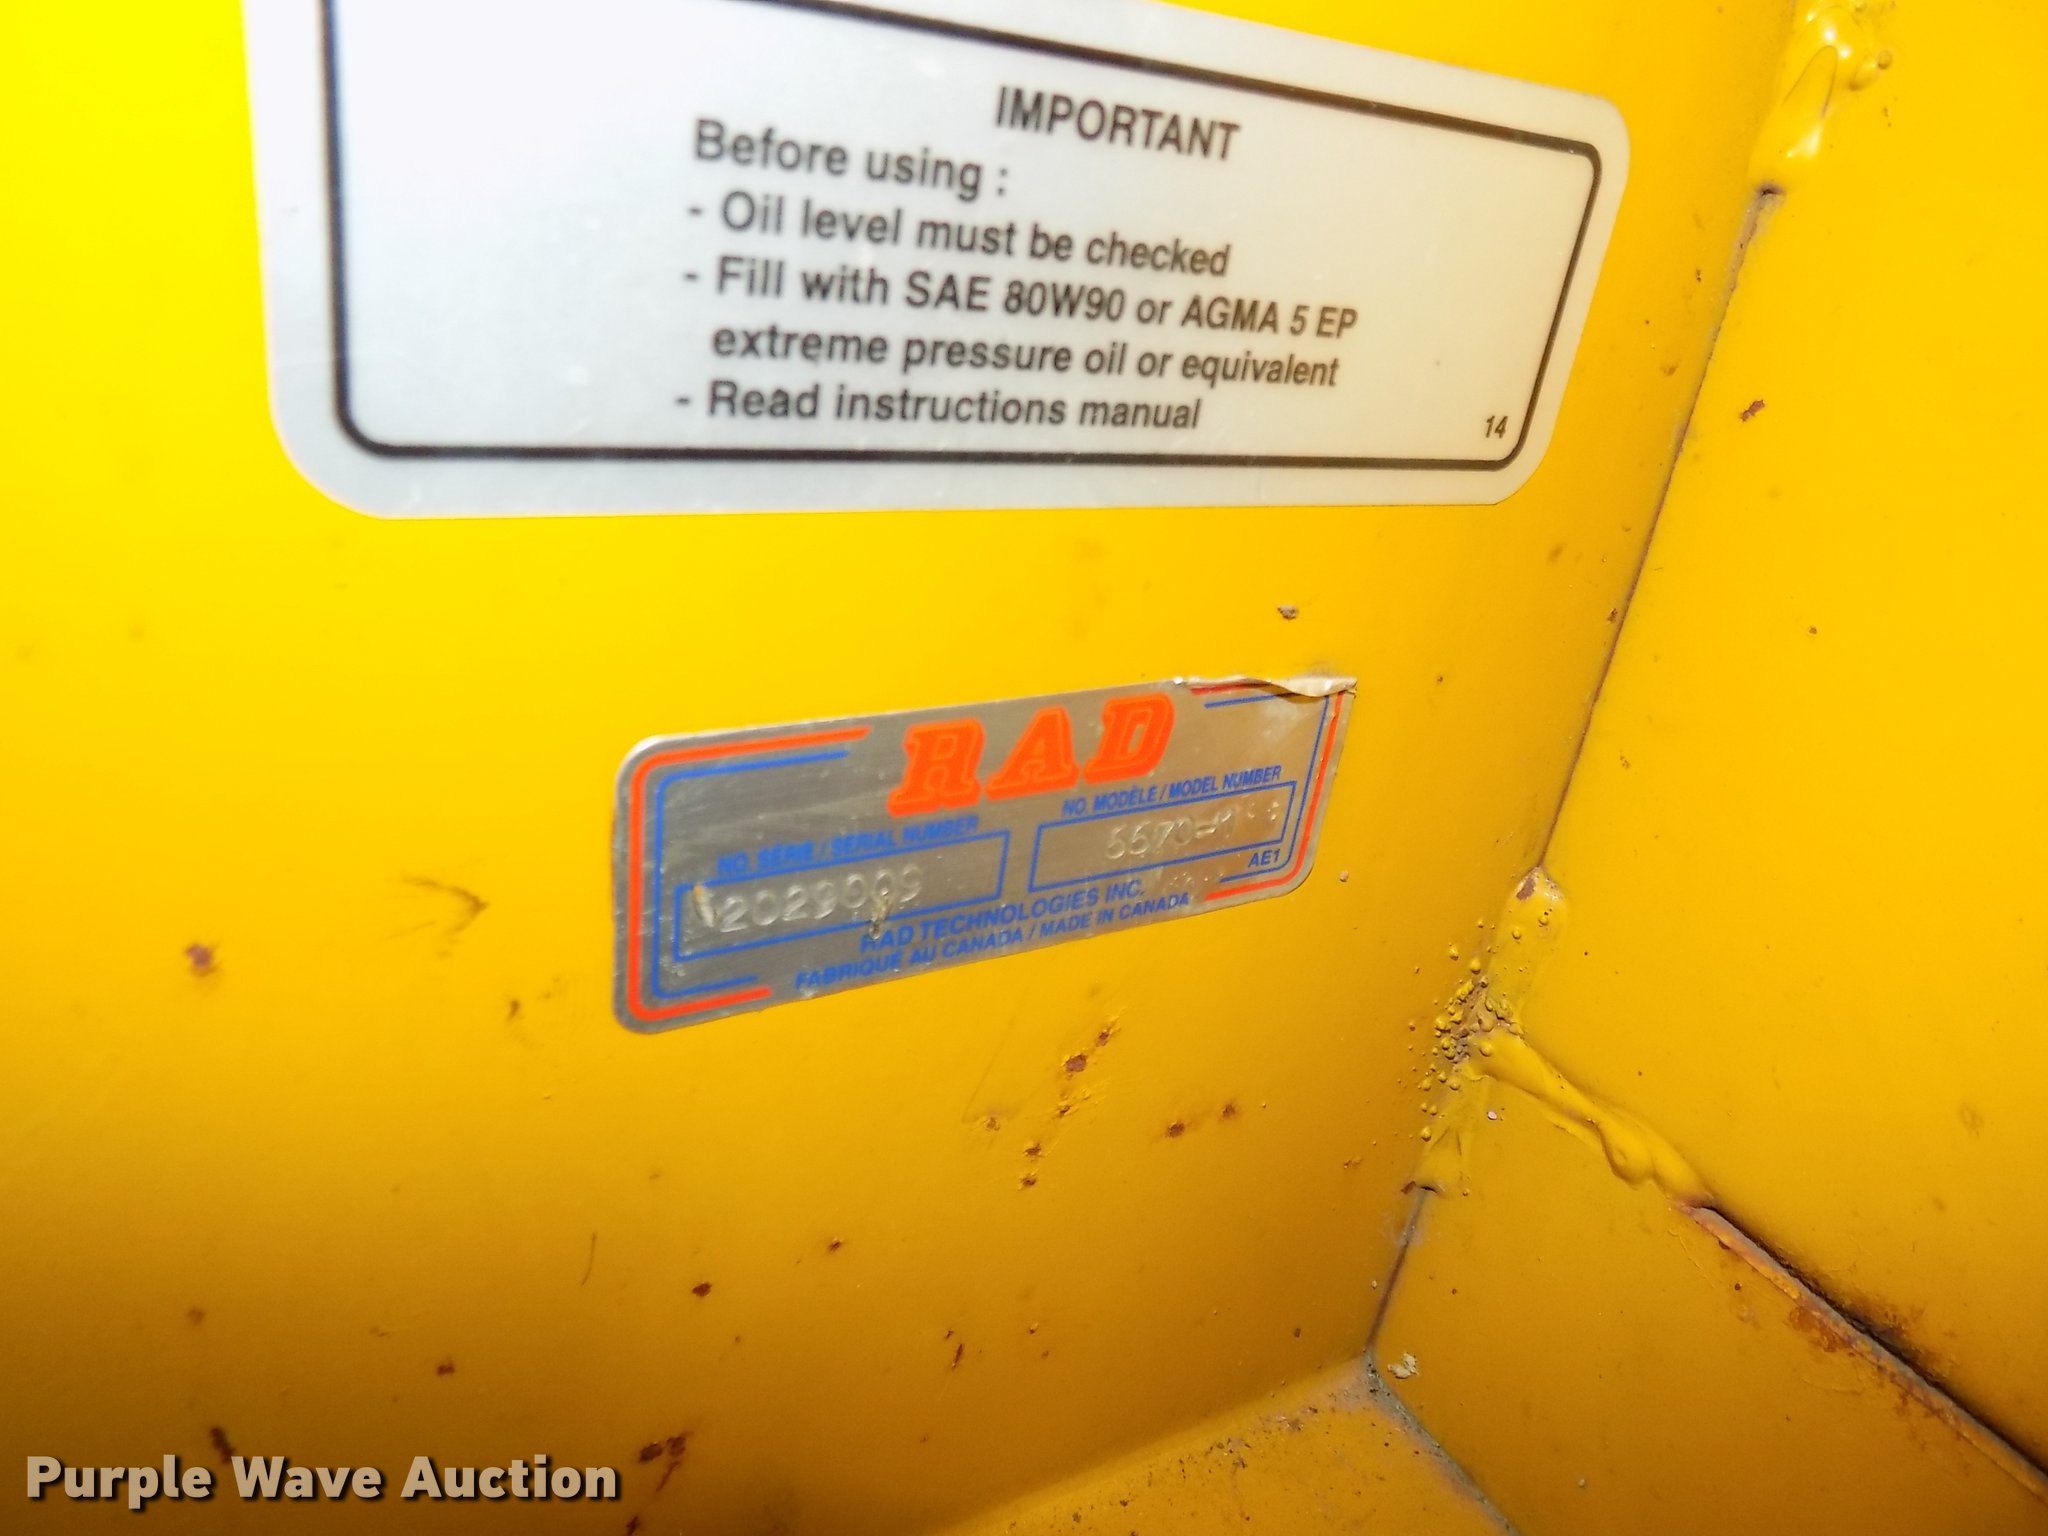 IMPORTANT
Before using :
- Oil level must be checked
- Fill with SAE 80W90 or AGMA 5 EP
extreme pressure oil or equivalent
- Read instructions manual
14
RAD
NO. SÉRIE / SERIAL NUMBER
NO. MODÈLE / MODEL NUMBER
AE1
RAD TECHNOLOGIES INC.
FABRIQUÉ AU CANADA / MADE IN CANADA
Purple Wave Auction